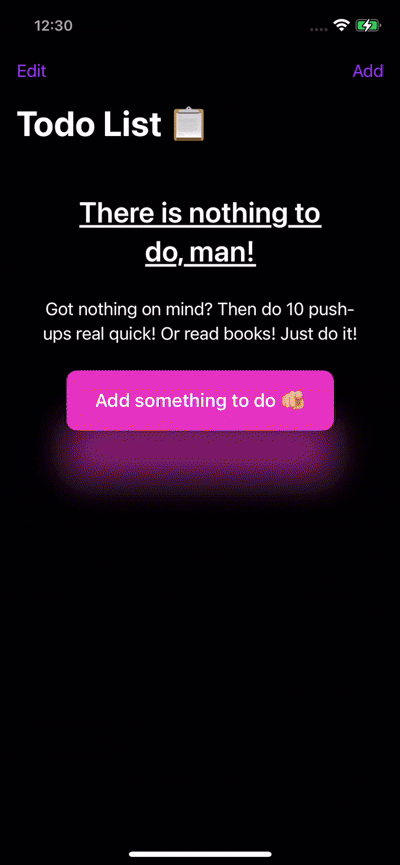 12:30
Edit Add
Todo List 📋
There is nothing to
do, man!
Got nothing on mind? Then do 10 push-
ups real quick! Or read books! Just do it!
Add something to do 🫵🏼